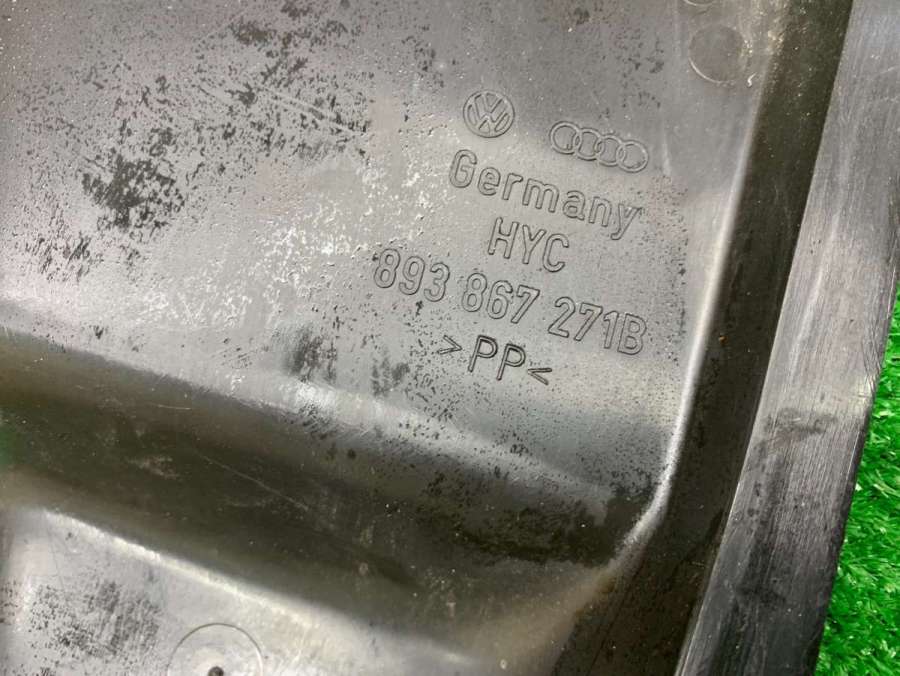 Germany
HYC
893 867 271B
>PP<